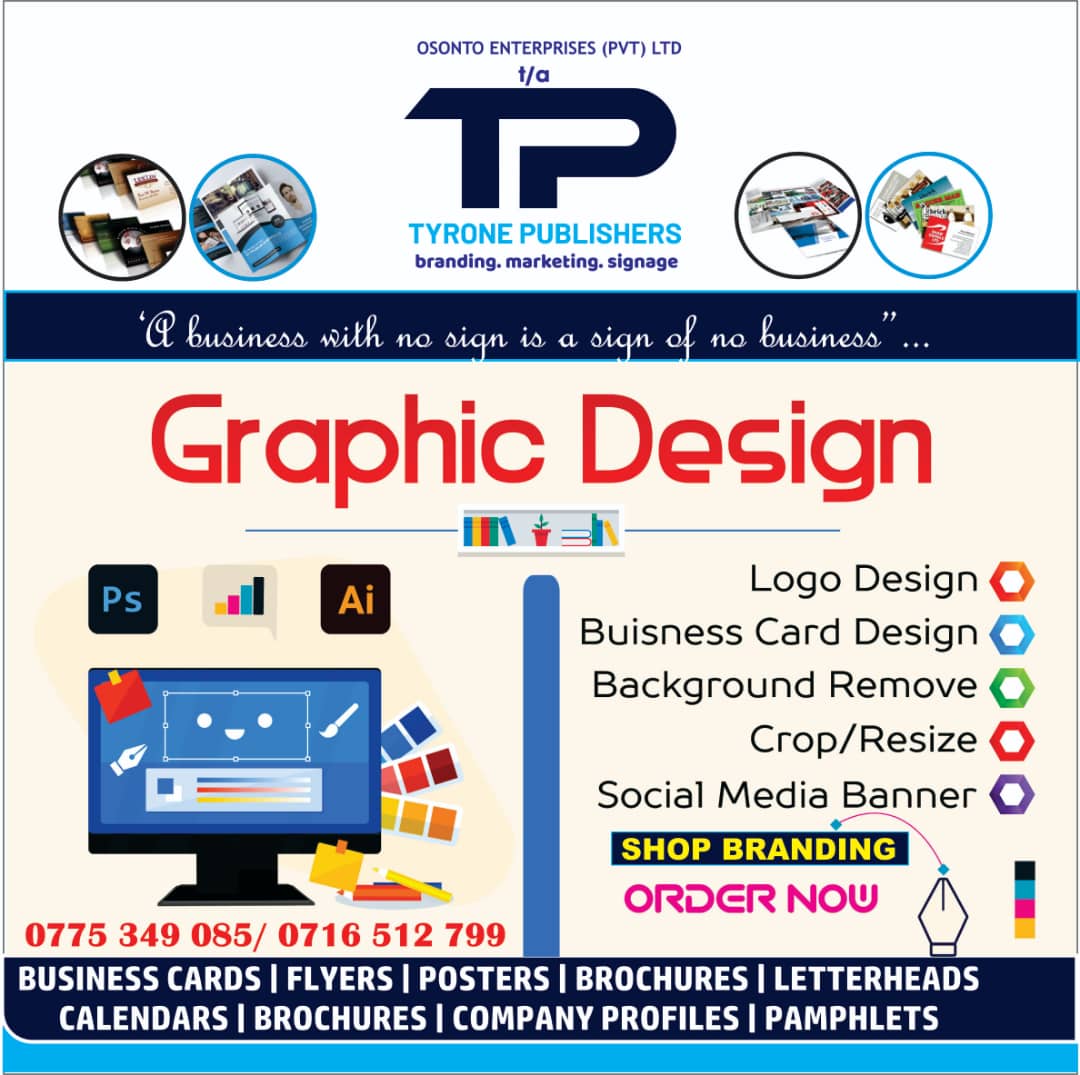 OSONTO ENTERPRISES (PVT) LTD
t/a
TP
TYRONE PUBLISHERS
branding. marketing. signage
‘A business with no sign is a sign of no business”...
Graphic Design
Ps
Ai
Logo Design
Buisness Card Design
Background Remove
Crop/Resize
Social Media Banner
SHOP BRANDING
ORDER NOW
0775 349 085/ 0716 512 799
BUSINESS CARDS | FLYERS | POSTERS | BROCHURES | LETTERHEADS
CALENDARS | BROCHURES | COMPANY PROFILES | PAMPHLETS